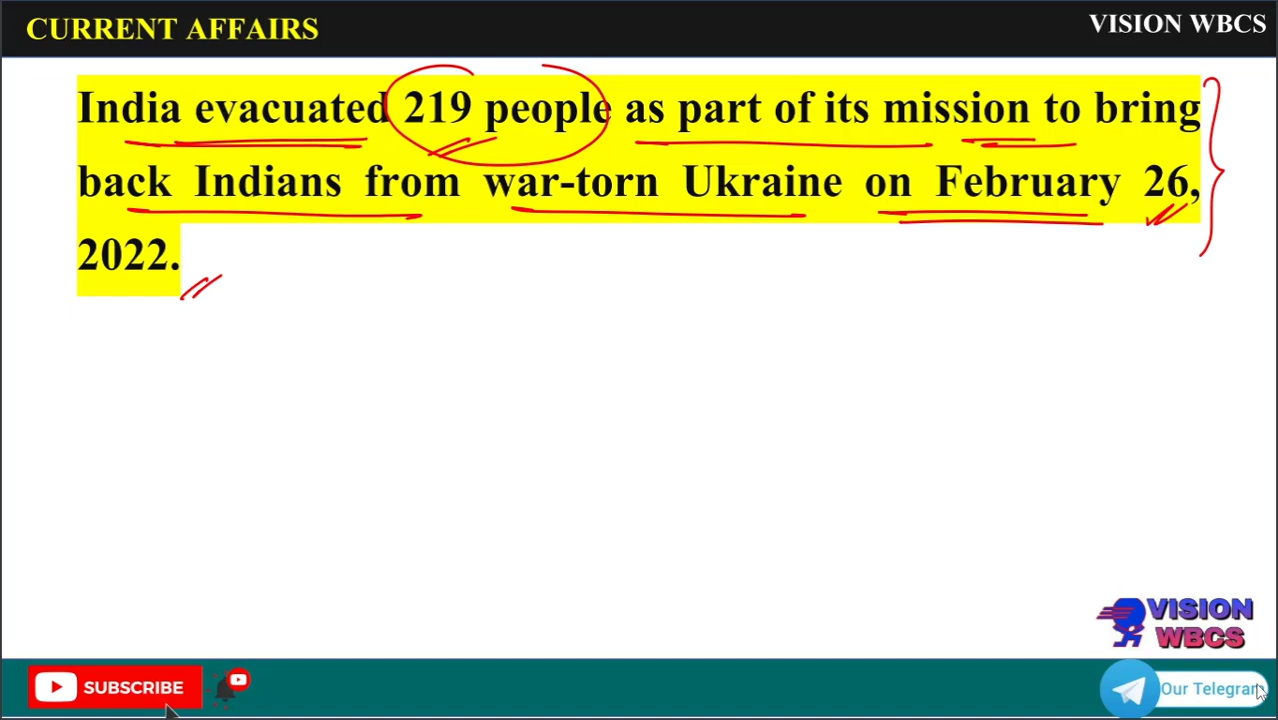 CURRENT AFFAIRS
VISION WBCS
India evacuated 219 people as part of its mission to bring
back Indians from war-torn Ukraine on February 26,
2022.
VISION
WBCS
SUBSCRIBE
Our Telegram